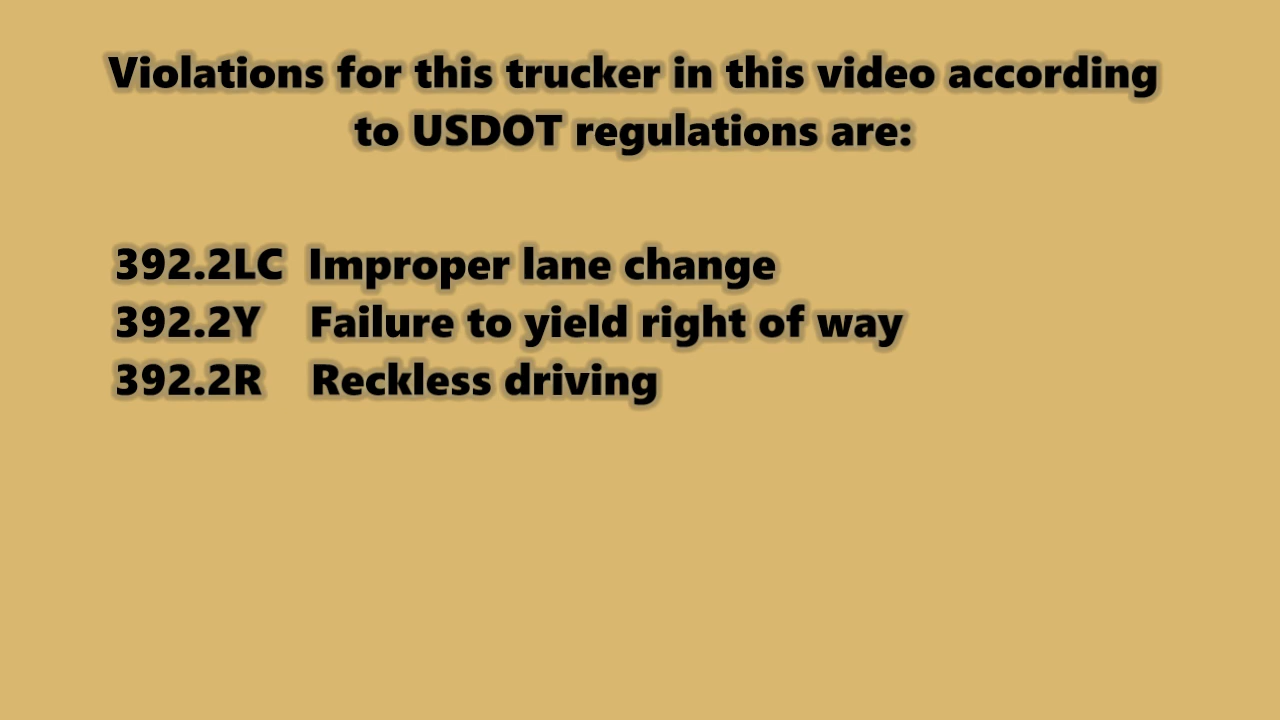 Violations for this trucker in this video according
to USDOT regulations are:
392.2LC Improper lane change
392.2Y Failure to yield right of way
392.2R Reckless driving